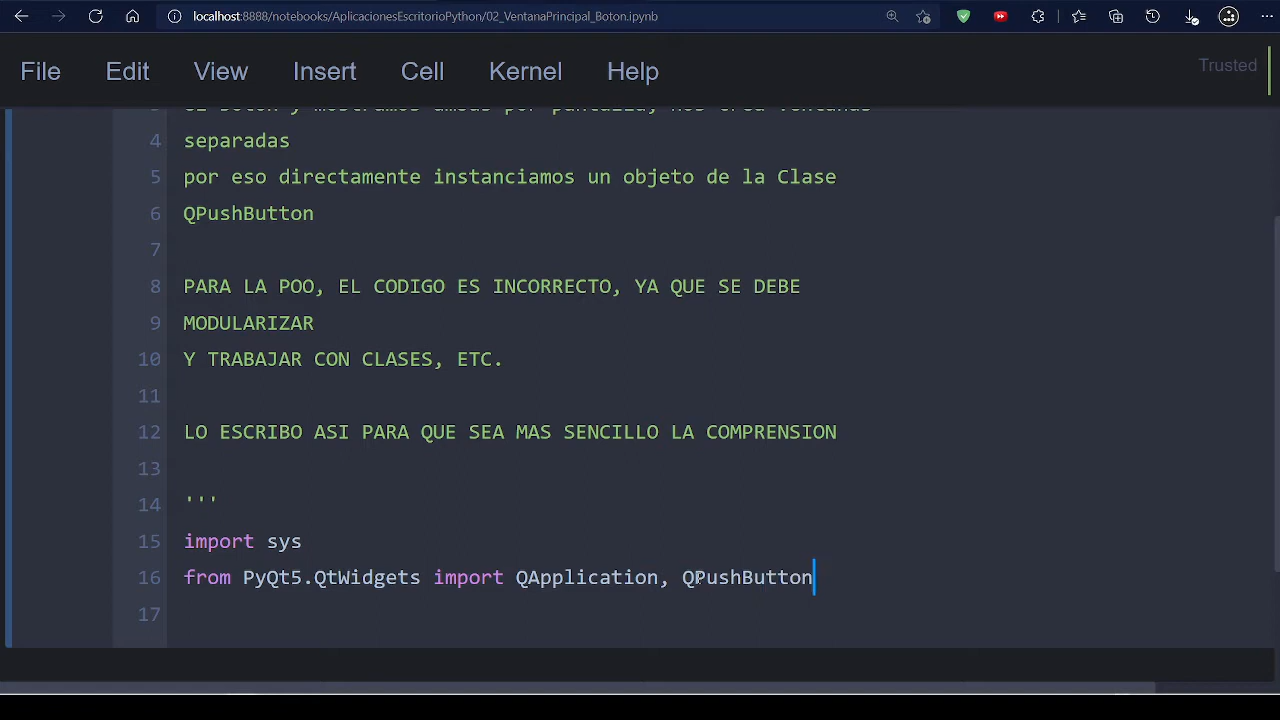 localhost:8888/notebooks/AplicacionesEscritorioPython/02_VentanaPrincipal_Boton.ipynb
File Edit View Insert Cell Kernel Help Trusted
4 separadas
5 por eso directamente instanciamos un objeto de la Clase
6 QPushButton
7
8 PARA LA POO, EL CODIGO ES INCORRECTO, YA QUE SE DEBE
9 MODULARIZAR
10 Y TRABAJAR CON CLASES, ETC.
11
12 LO ESCRIBO ASI PARA QUE SEA MAS SENCILLO LA COMPRENSION
13
14 '''
15 import sys
16 from PyQt5.QtWidgets import QApplication, QPushButton
17